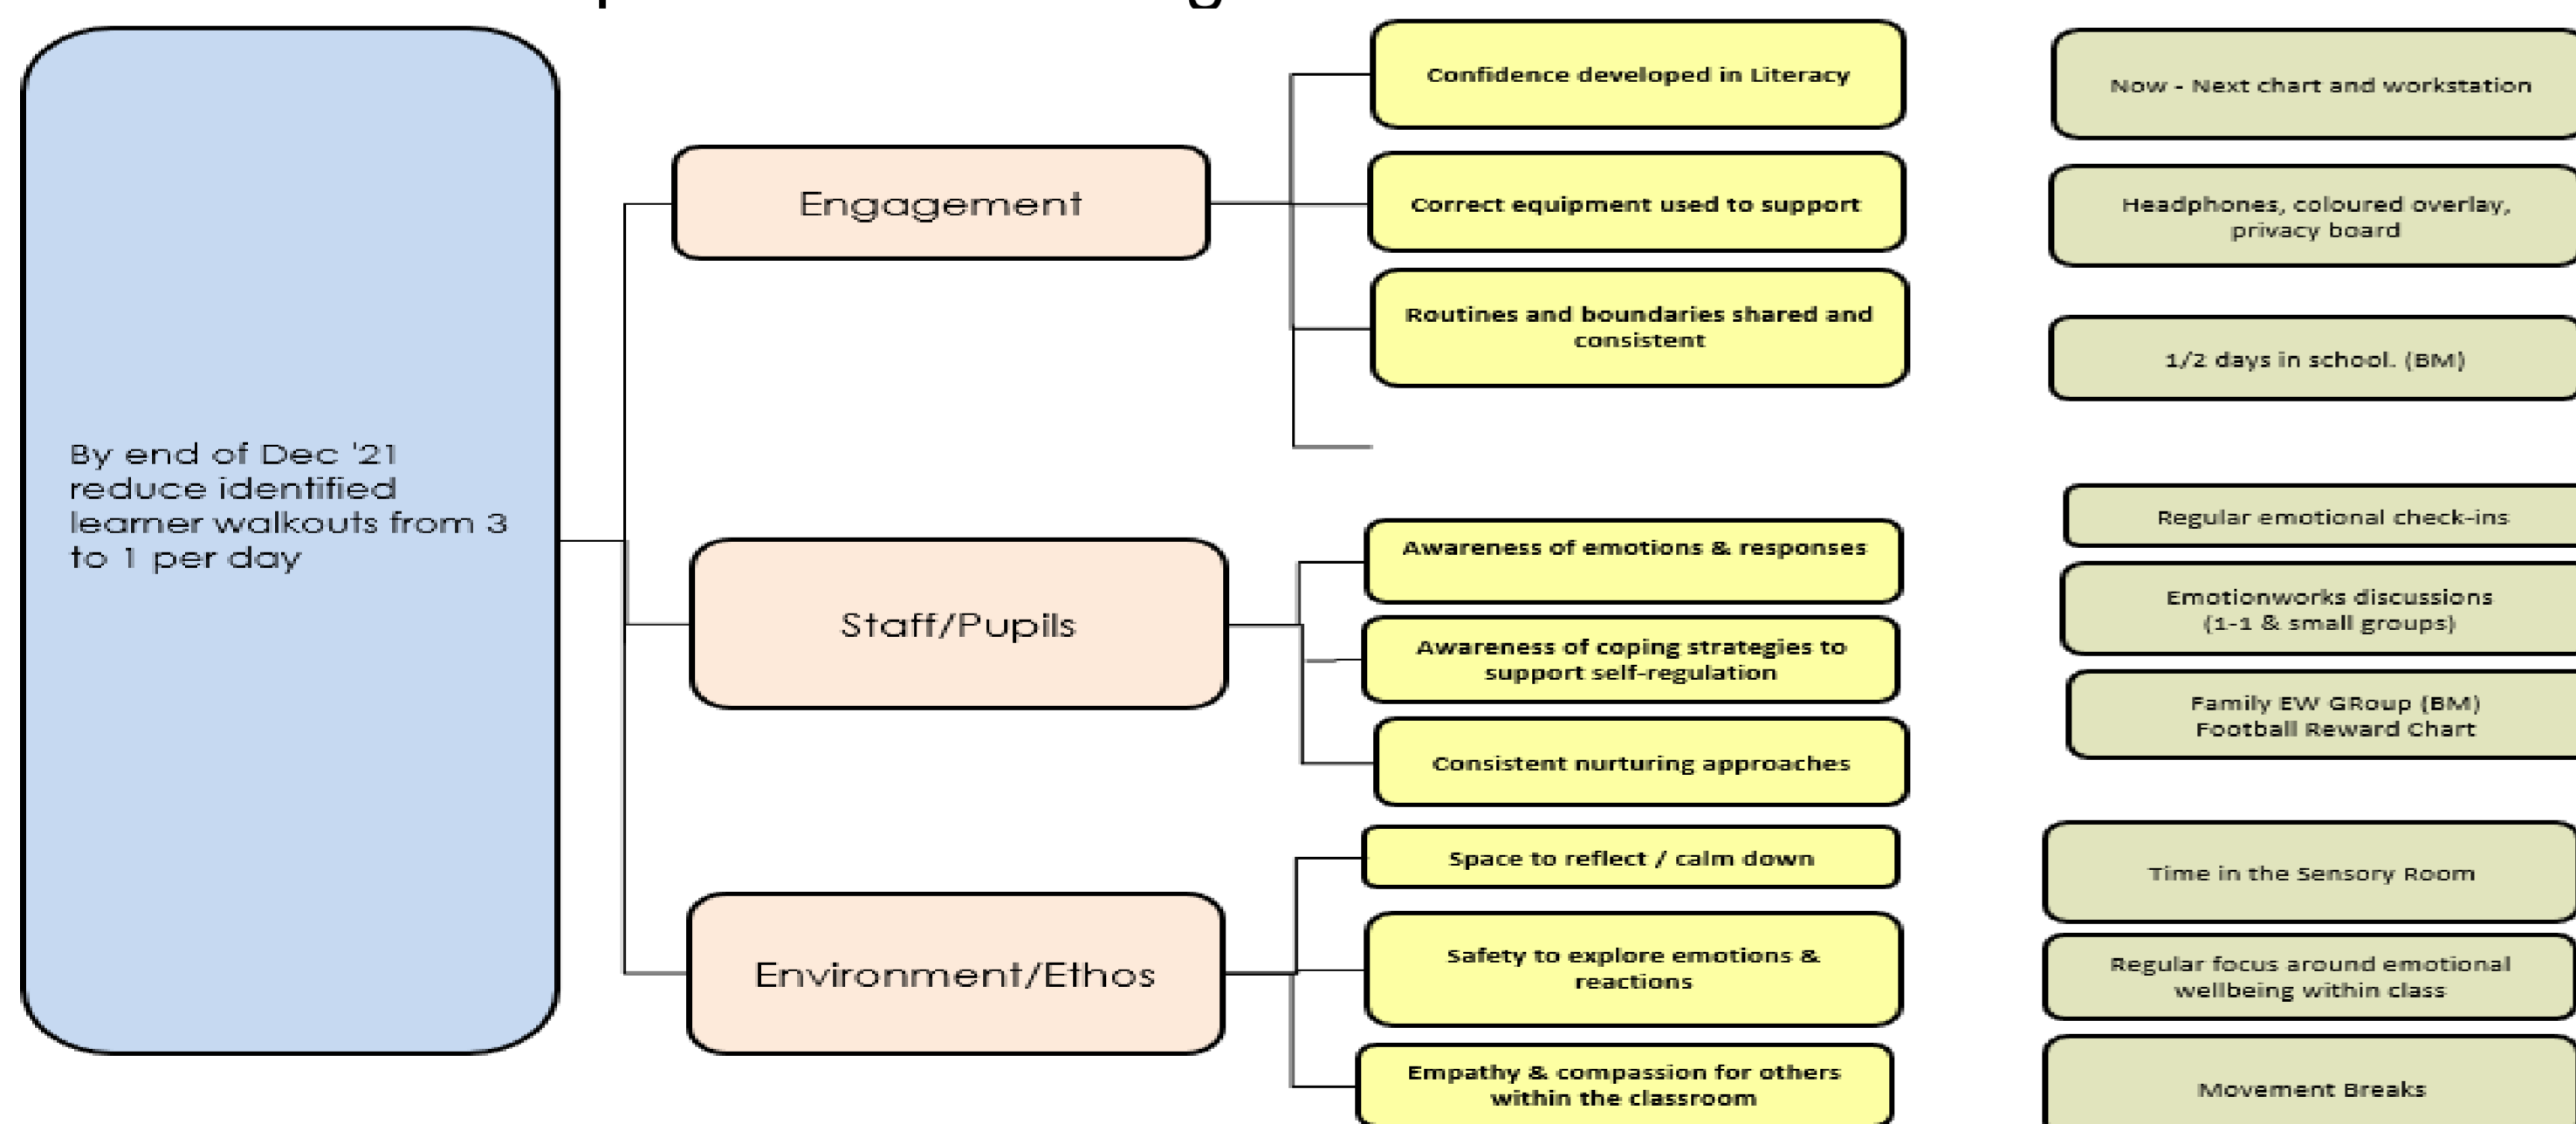 By end of Dec '21
reduce identified
learner walkouts from 3
to 1 per day
Engagement
Staff/Pupils
Environment/Ethos
Confidence developed in Literacy
Correct equipment used to support
Routines and boundaries shared and
consistent
Awareness of emotions & responses
Awareness of coping strategies to
support self-regulation
Consistent nurturing approaches
Space to reflect / calm down
Safety to explore emotions &
reactions
Empathy & compassion for others
within the classroom
Now - Next chart and workstation
Headphones, coloured overlay,
privacy board
1/2 days in school. (BM)
Regular emotional check-ins
Emotionworks discussions
(1-1 & small groups)
Family EW GRoup (BM)
Football Reward Chart
Time in the Sensory Room
Regular focus around emotional
wellbeing within class
Movement Breaks